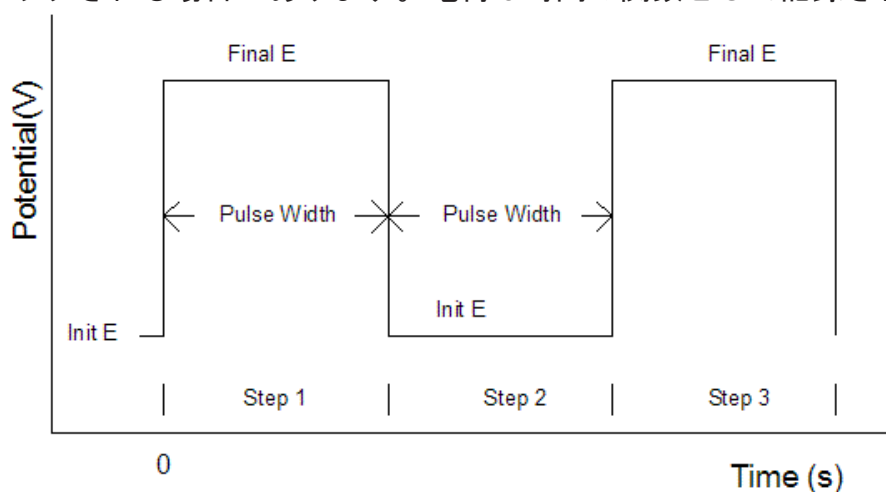 Final E
Final E
Potential(V)
Pulse Width
Pulse Width
Init E
Init E
Step 1
Step 2
Step 3
0
Time (s)